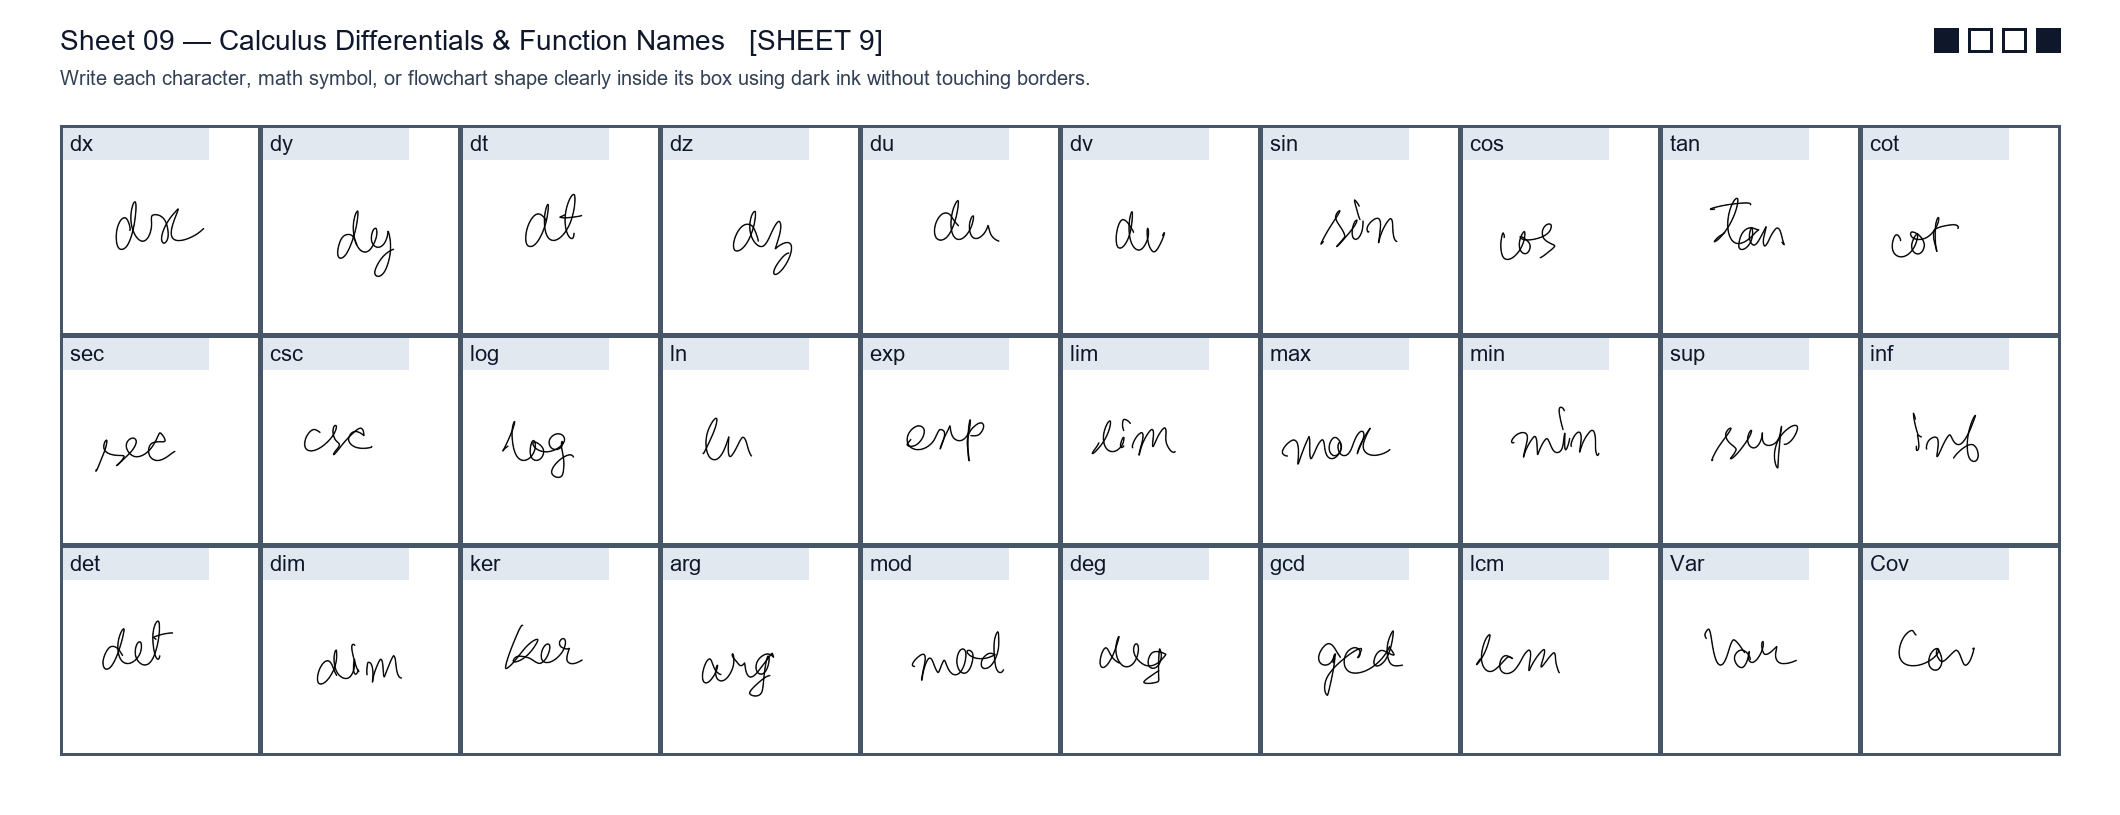 Sheet 09 — Calculus Differentials & Function Names [SHEET 9]
Write each character, math symbol, or flowchart shape clearly inside its box using dark ink without touching borders.
dx dy dt dz du dv sin cos tan cot
dx dy dt dz du dv sin cos tan cot
sec csc log ln exp lim max min sup inf
sec csc log ln exp lim max min sup inf
det dim ker arg mod deg gcd lcm Var Cov
det dim ker arg mod deg gcd lcm Var Cov